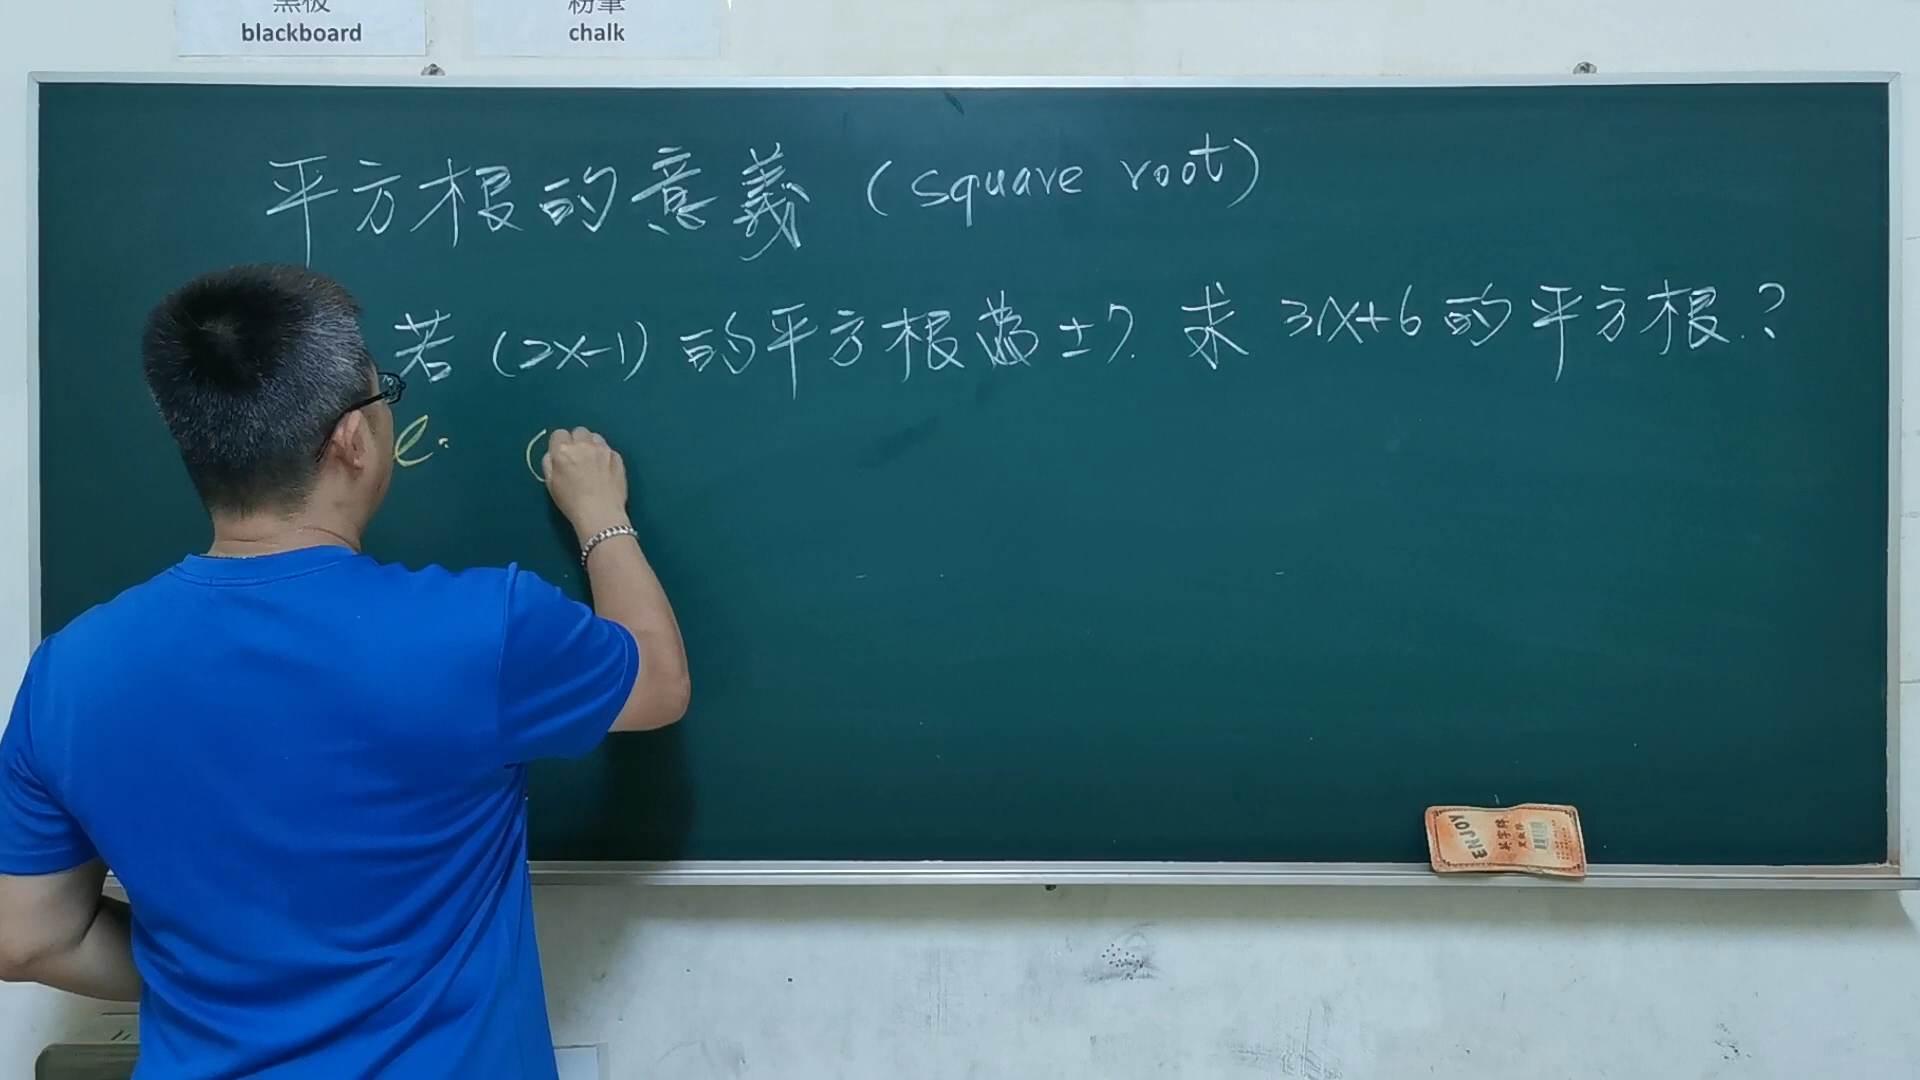 黑板 粉筆
blackboard chalk
平方根的意義 (square root)
若 (2x-1) 的平方根為 ±7. 求 3x+6 的平方根.?
l:
(
ENJOY